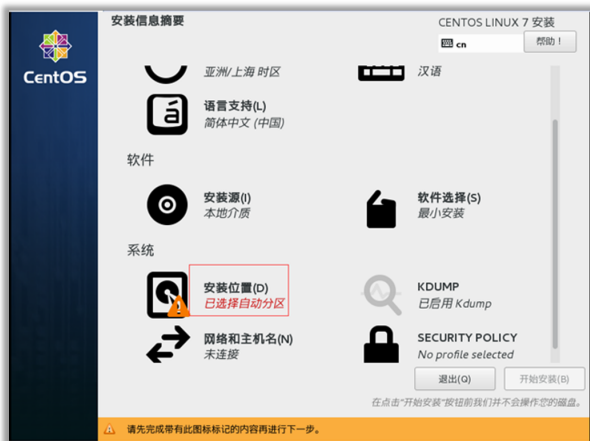 安装信息摘要
CENTOS LINUX 7 安装
cn
帮助！
CentOS
亚洲/上海 时区
汉语
á
语言支持(L)
简体中文 (中国)
软件
安装源(I)
本地介质
软件选择(S)
最小安装
系统
安装位置(D)
已选择自动分区
KDUMP
已启用 Kdump
网络和主机名(N)
未连接
SECURITY POLICY
No profile selected
退出(Q)
开始安装(B)
在点击"开始安装"按钮前我们并不会操作您的磁盘。
请先完成带有此图标标记的内容再进行下一步。